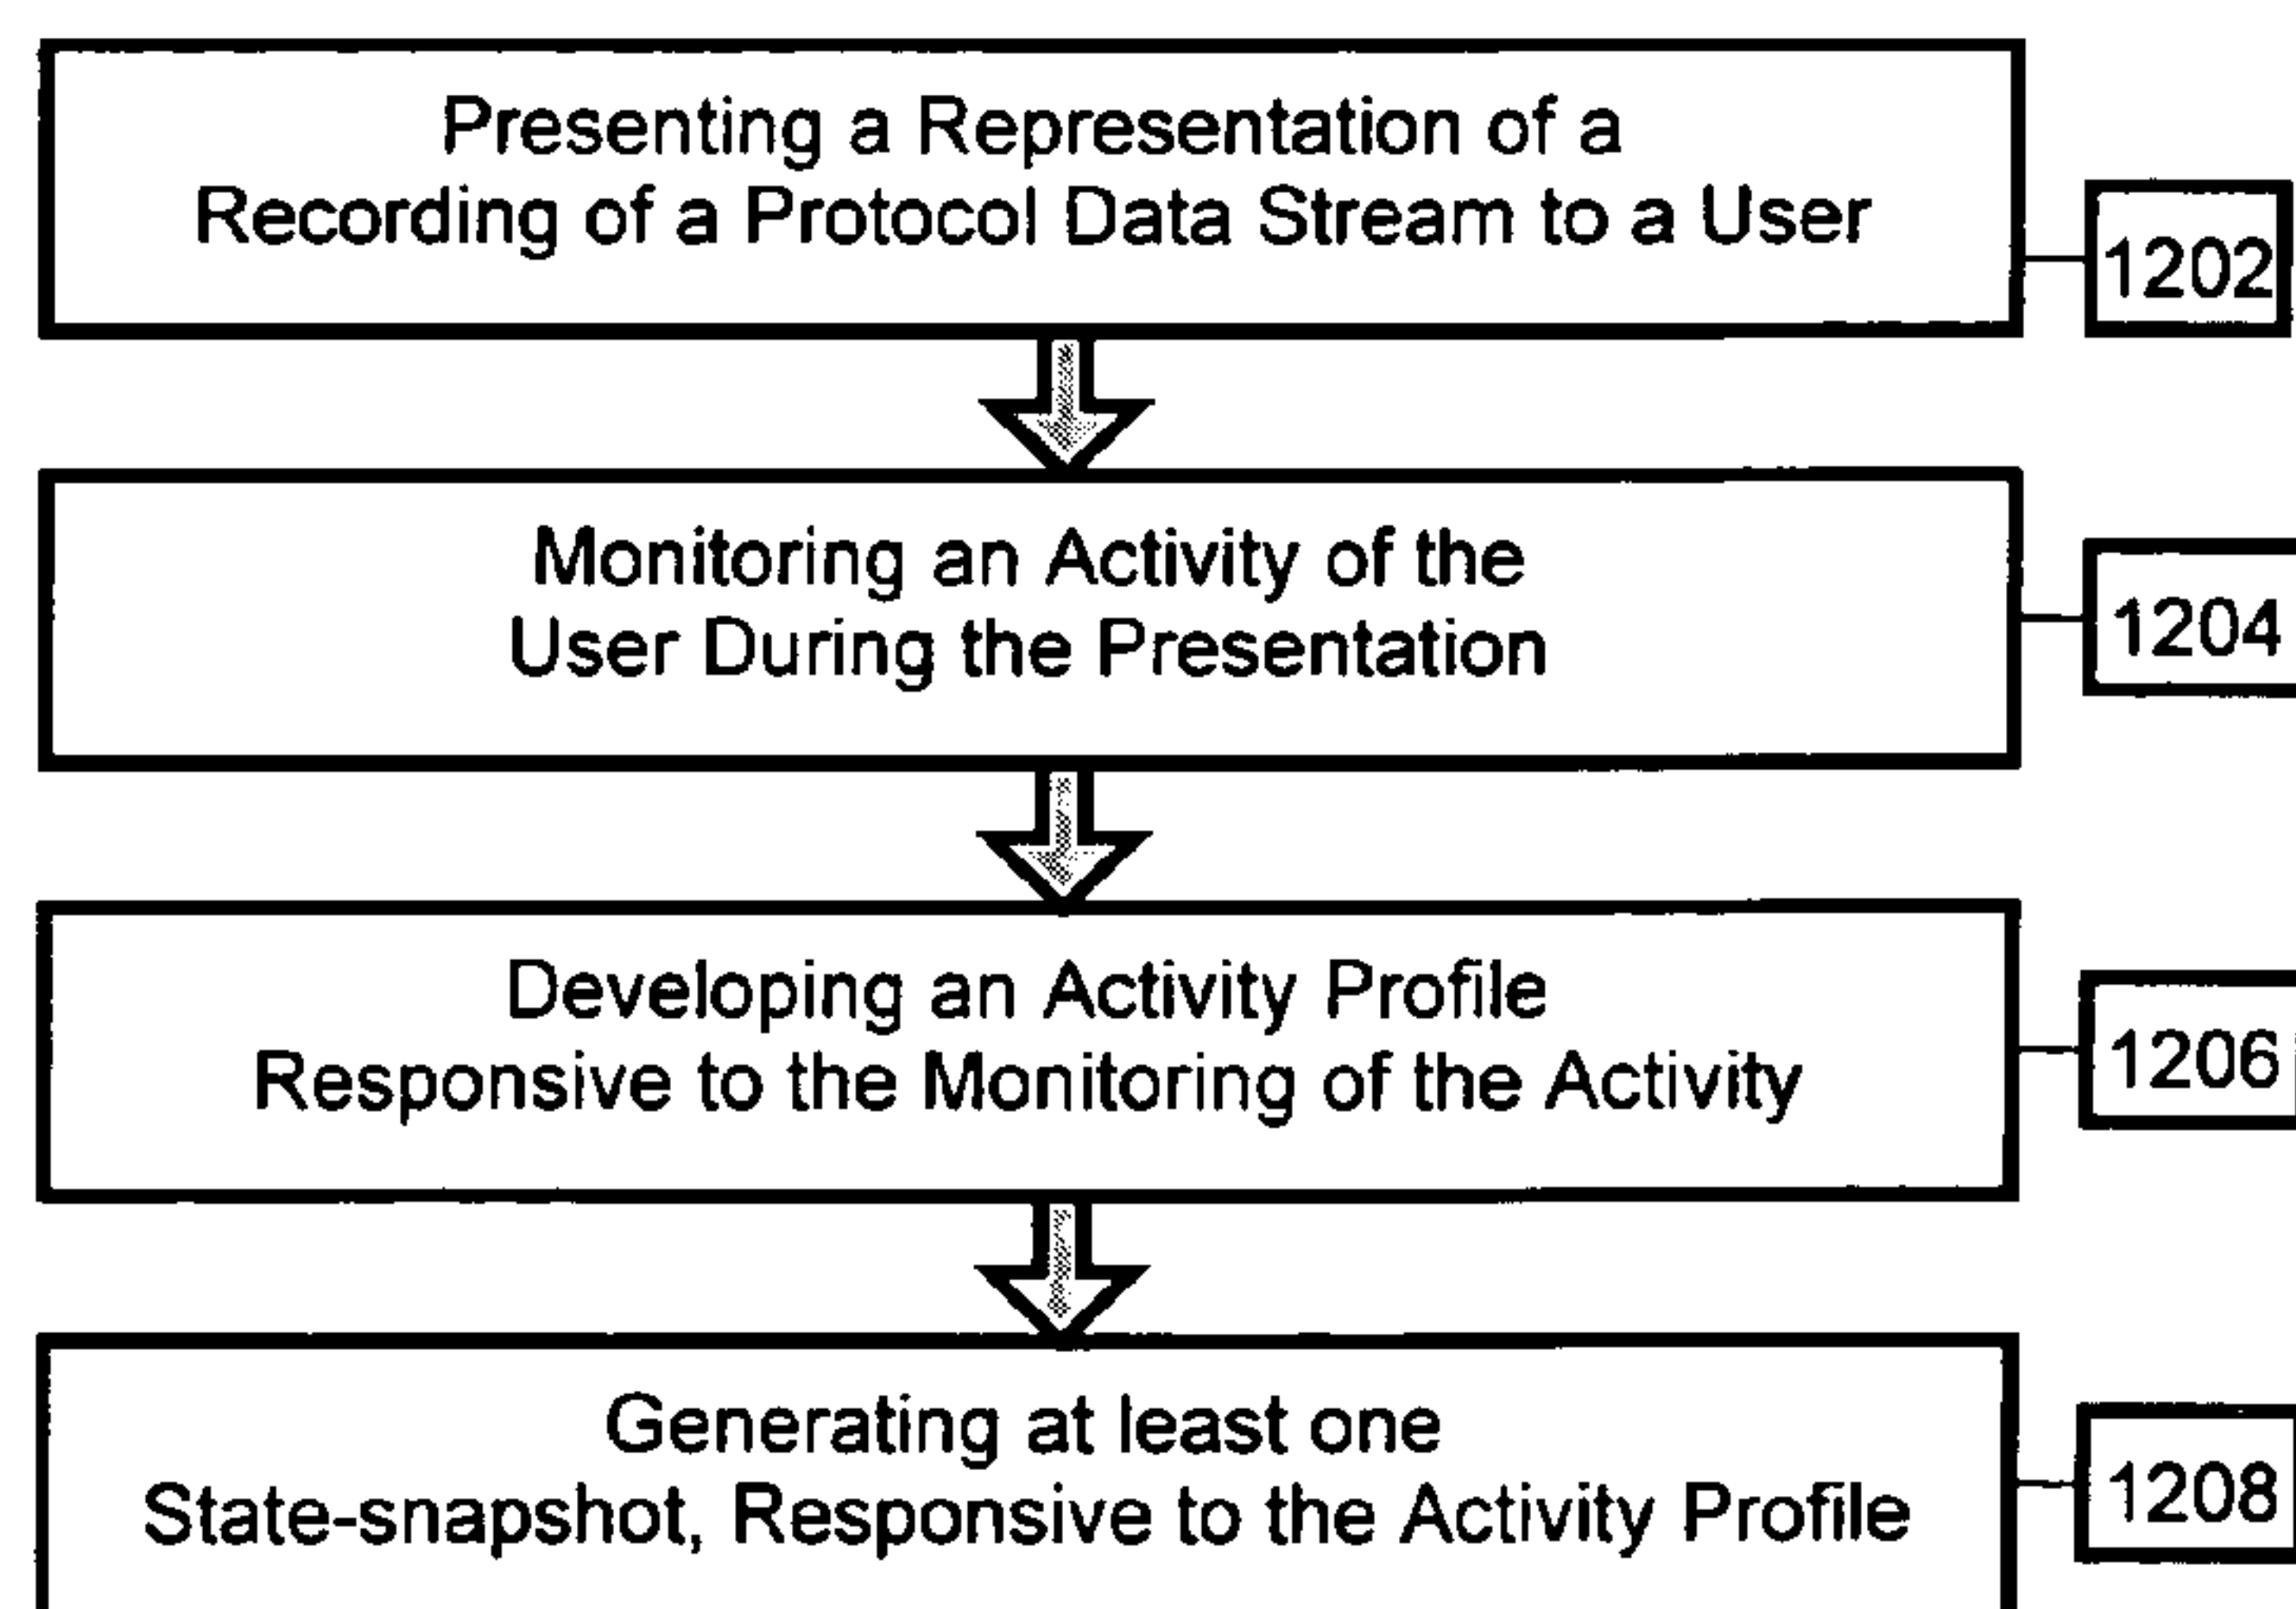 Presenting a Representation of a
Recording of a Protocol Data Stream to a User
1202
Monitoring an Activity of the
User During the Presentation
1204
Developing an Activity Profile
Responsive to the Monitoring of the Activity
1206
Generating at least one
State-snapshot, Responsive to the Activity Profile
1208